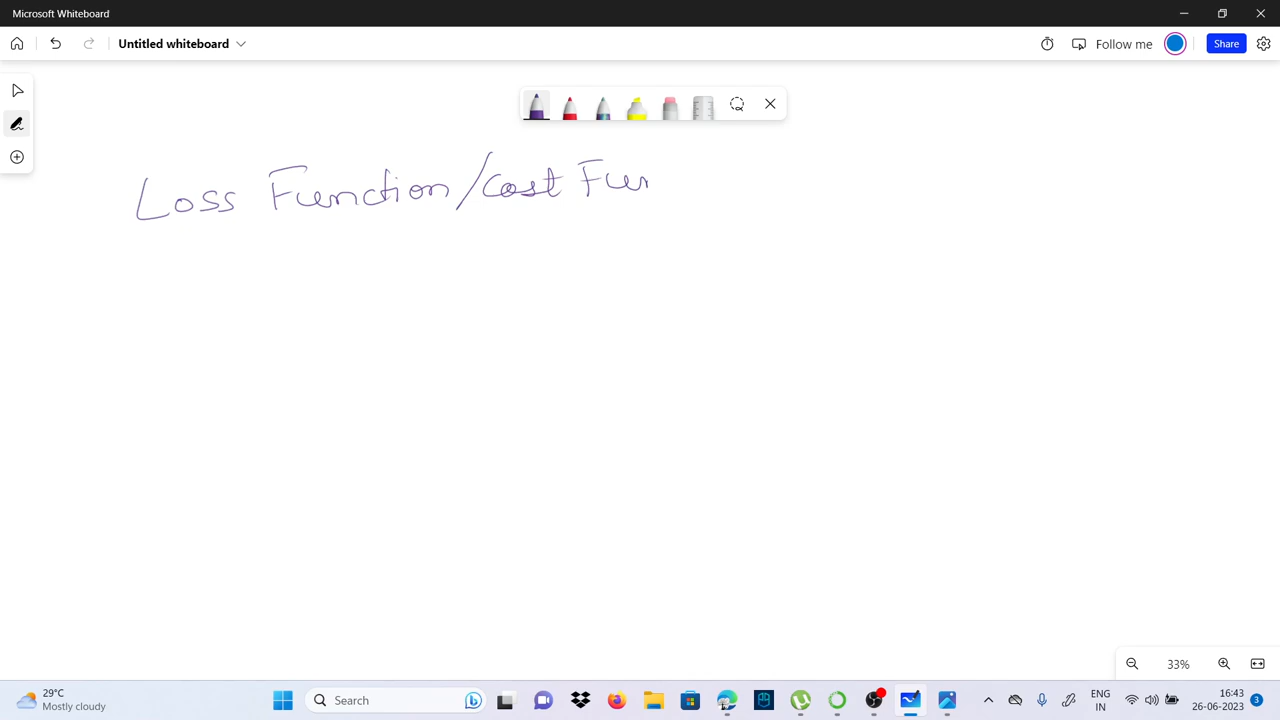 Microsoft Whiteboard
Untitled whiteboard
Follow me
Share
Loss Function/Cost Fun
33%
29°C
Mostly cloudy
Search
ENG
IN
16:43
26-06-2023
3